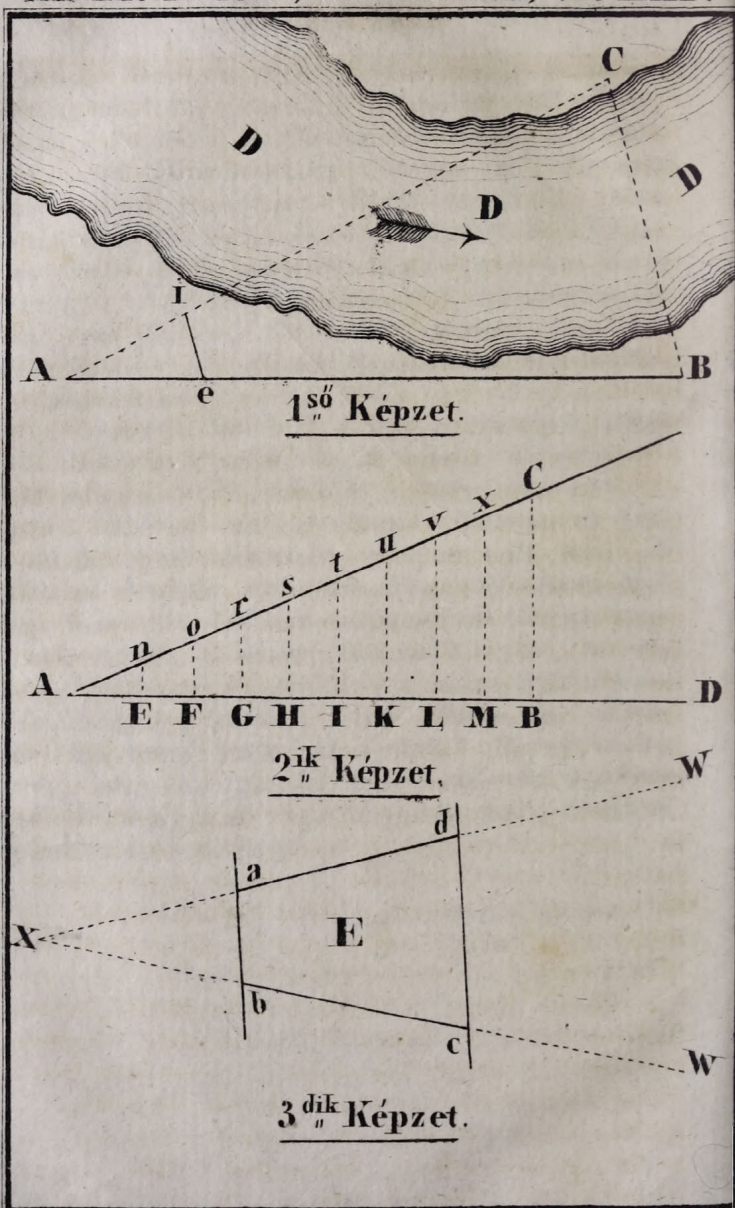 C
D
D
D
I
A
B
e
1ső Képzet.
n o r s t u v x C
A
D
E F G H I K L M B
2ik Képzet,
W
d
a
X
E
b
c
W
3dik Képzet.